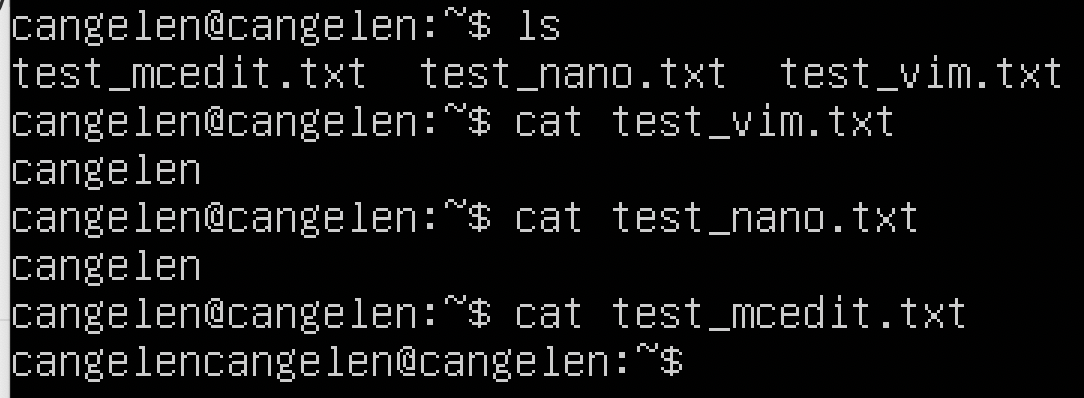 cangelen@cangelen:~$ ls
test_mcedit.txt  test_nano.txt  test_vim.txt
cangelen@cangelen:~$ cat test_vim.txt
cangelen
cangelen@cangelen:~$ cat test_nano.txt
cangelen
cangelen@cangelen:~$ cat test_mcedit.txt
cangelencangelen@cangelen:~$